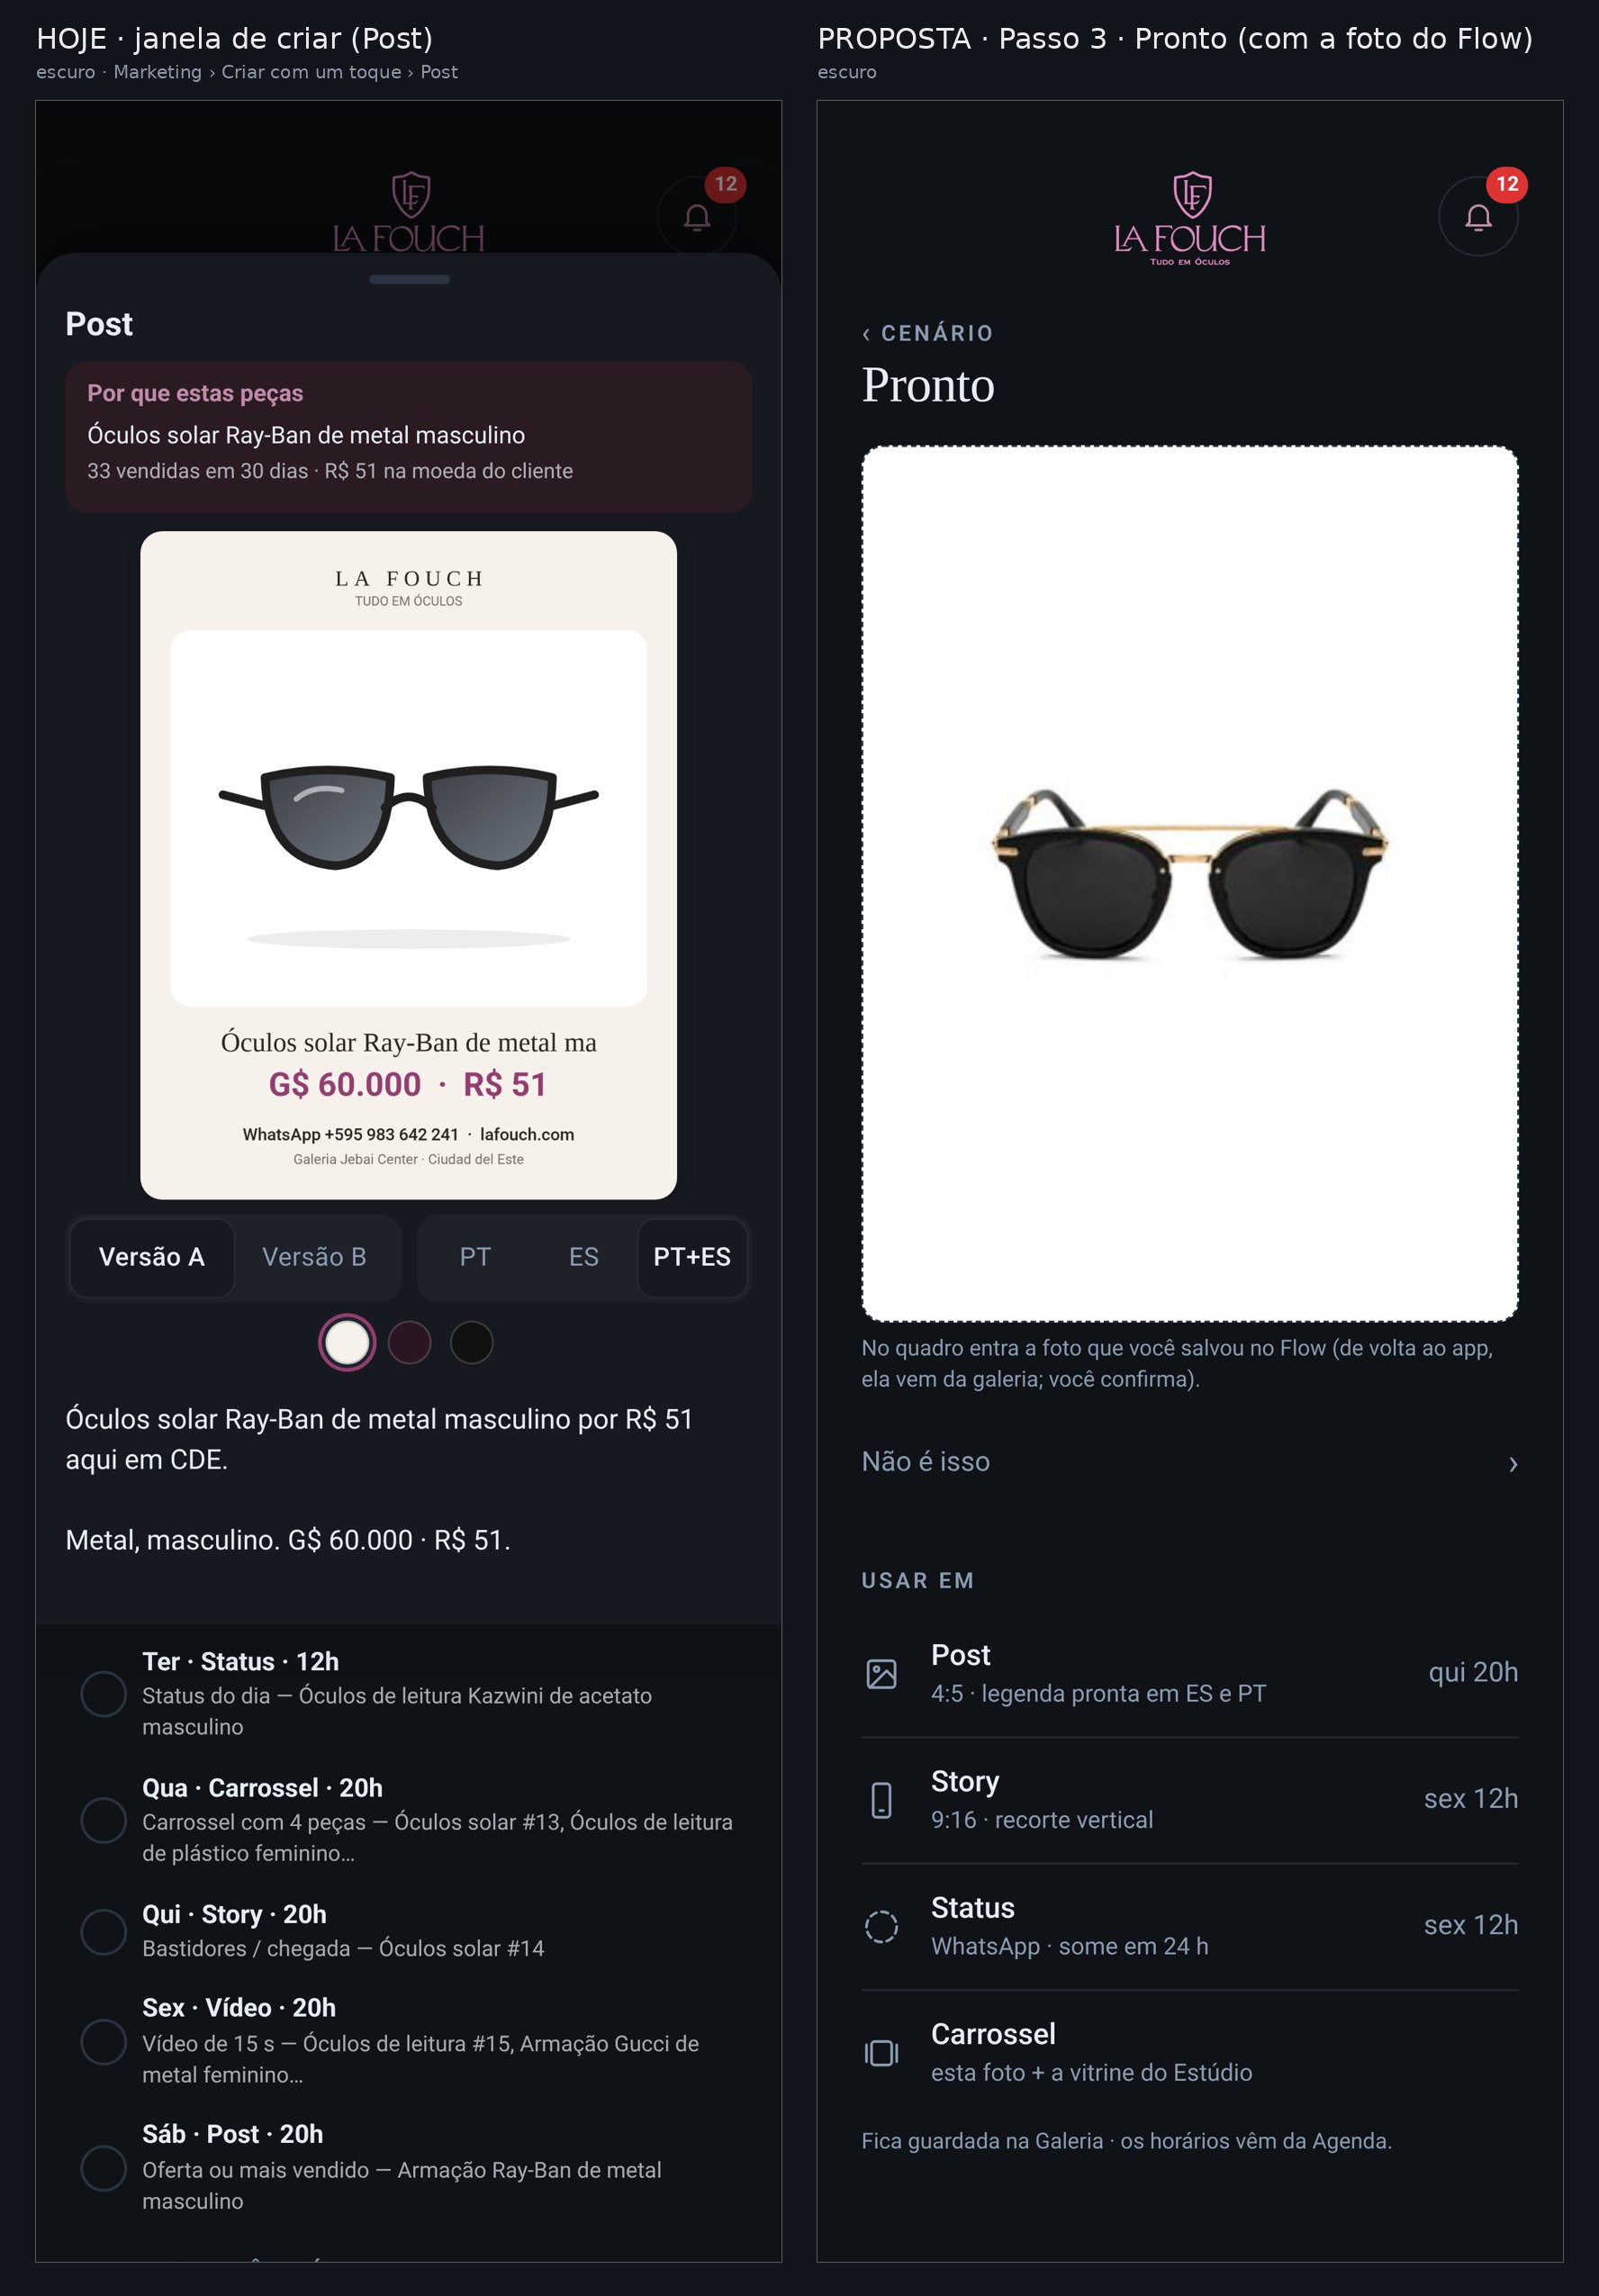 HOJE · janela de criar (Post)
escuro · Marketing › Criar com um toque › Post
LF
LA FOUCH
12
Post
Por que estas peças
Óculos solar Ray-Ban de metal masculino
33 vendidas em 30 dias · R$ 51 na moeda do cliente
LA FOUCH
TUDO EM ÓCULOS
Óculos solar Ray-Ban de metal ma
G$ 60.000 · R$ 51
WhatsApp +595 983 642 241 · lafouch.com
Galeria Jebai Center · Ciudad del Este
Versão A
Versão B
PT
ES
PT+ES
Óculos solar Ray-Ban de metal masculino por R$ 51
aqui em CDE.
Metal, masculino. G$ 60.000 · R$ 51.
Ter · Status · 12h
Status do dia — Óculos de leitura Kazwini de acetato
masculino
Qua · Carrossel · 20h
Carrossel com 4 peças — Óculos solar #13, Óculos de leitura
de plástico feminino…
Qui · Story · 20h
Bastidores / chegada — Óculos solar #14
Sex · Vídeo · 20h
Vídeo de 15 s — Óculos de leitura #15, Armação Gucci de
metal feminino…
Sáb · Post · 20h
Oferta ou mais vendido — Armação Ray-Ban de metal
masculino
PROPOSTA · Passo 3 · Pronto (com a foto do Flow)
escuro
LF
LA FOUCH
TUDO EM ÓCULOS
12
‹ CENÁRIO
Pronto
No quadro entra a foto que você salvou no Flow (de volta ao app,
ela vem da galeria; você confirma).
Não é isso ›
USAR EM
Post
4:5 · legenda pronta em ES e PT
qui 20h
Story
9:16 · recorte vertical
sex 12h
Status
WhatsApp · some em 24 h
sex 12h
Carrossel
esta foto + a vitrine do Estúdio
Fica guardada na Galeria · os horários vêm da Agenda.